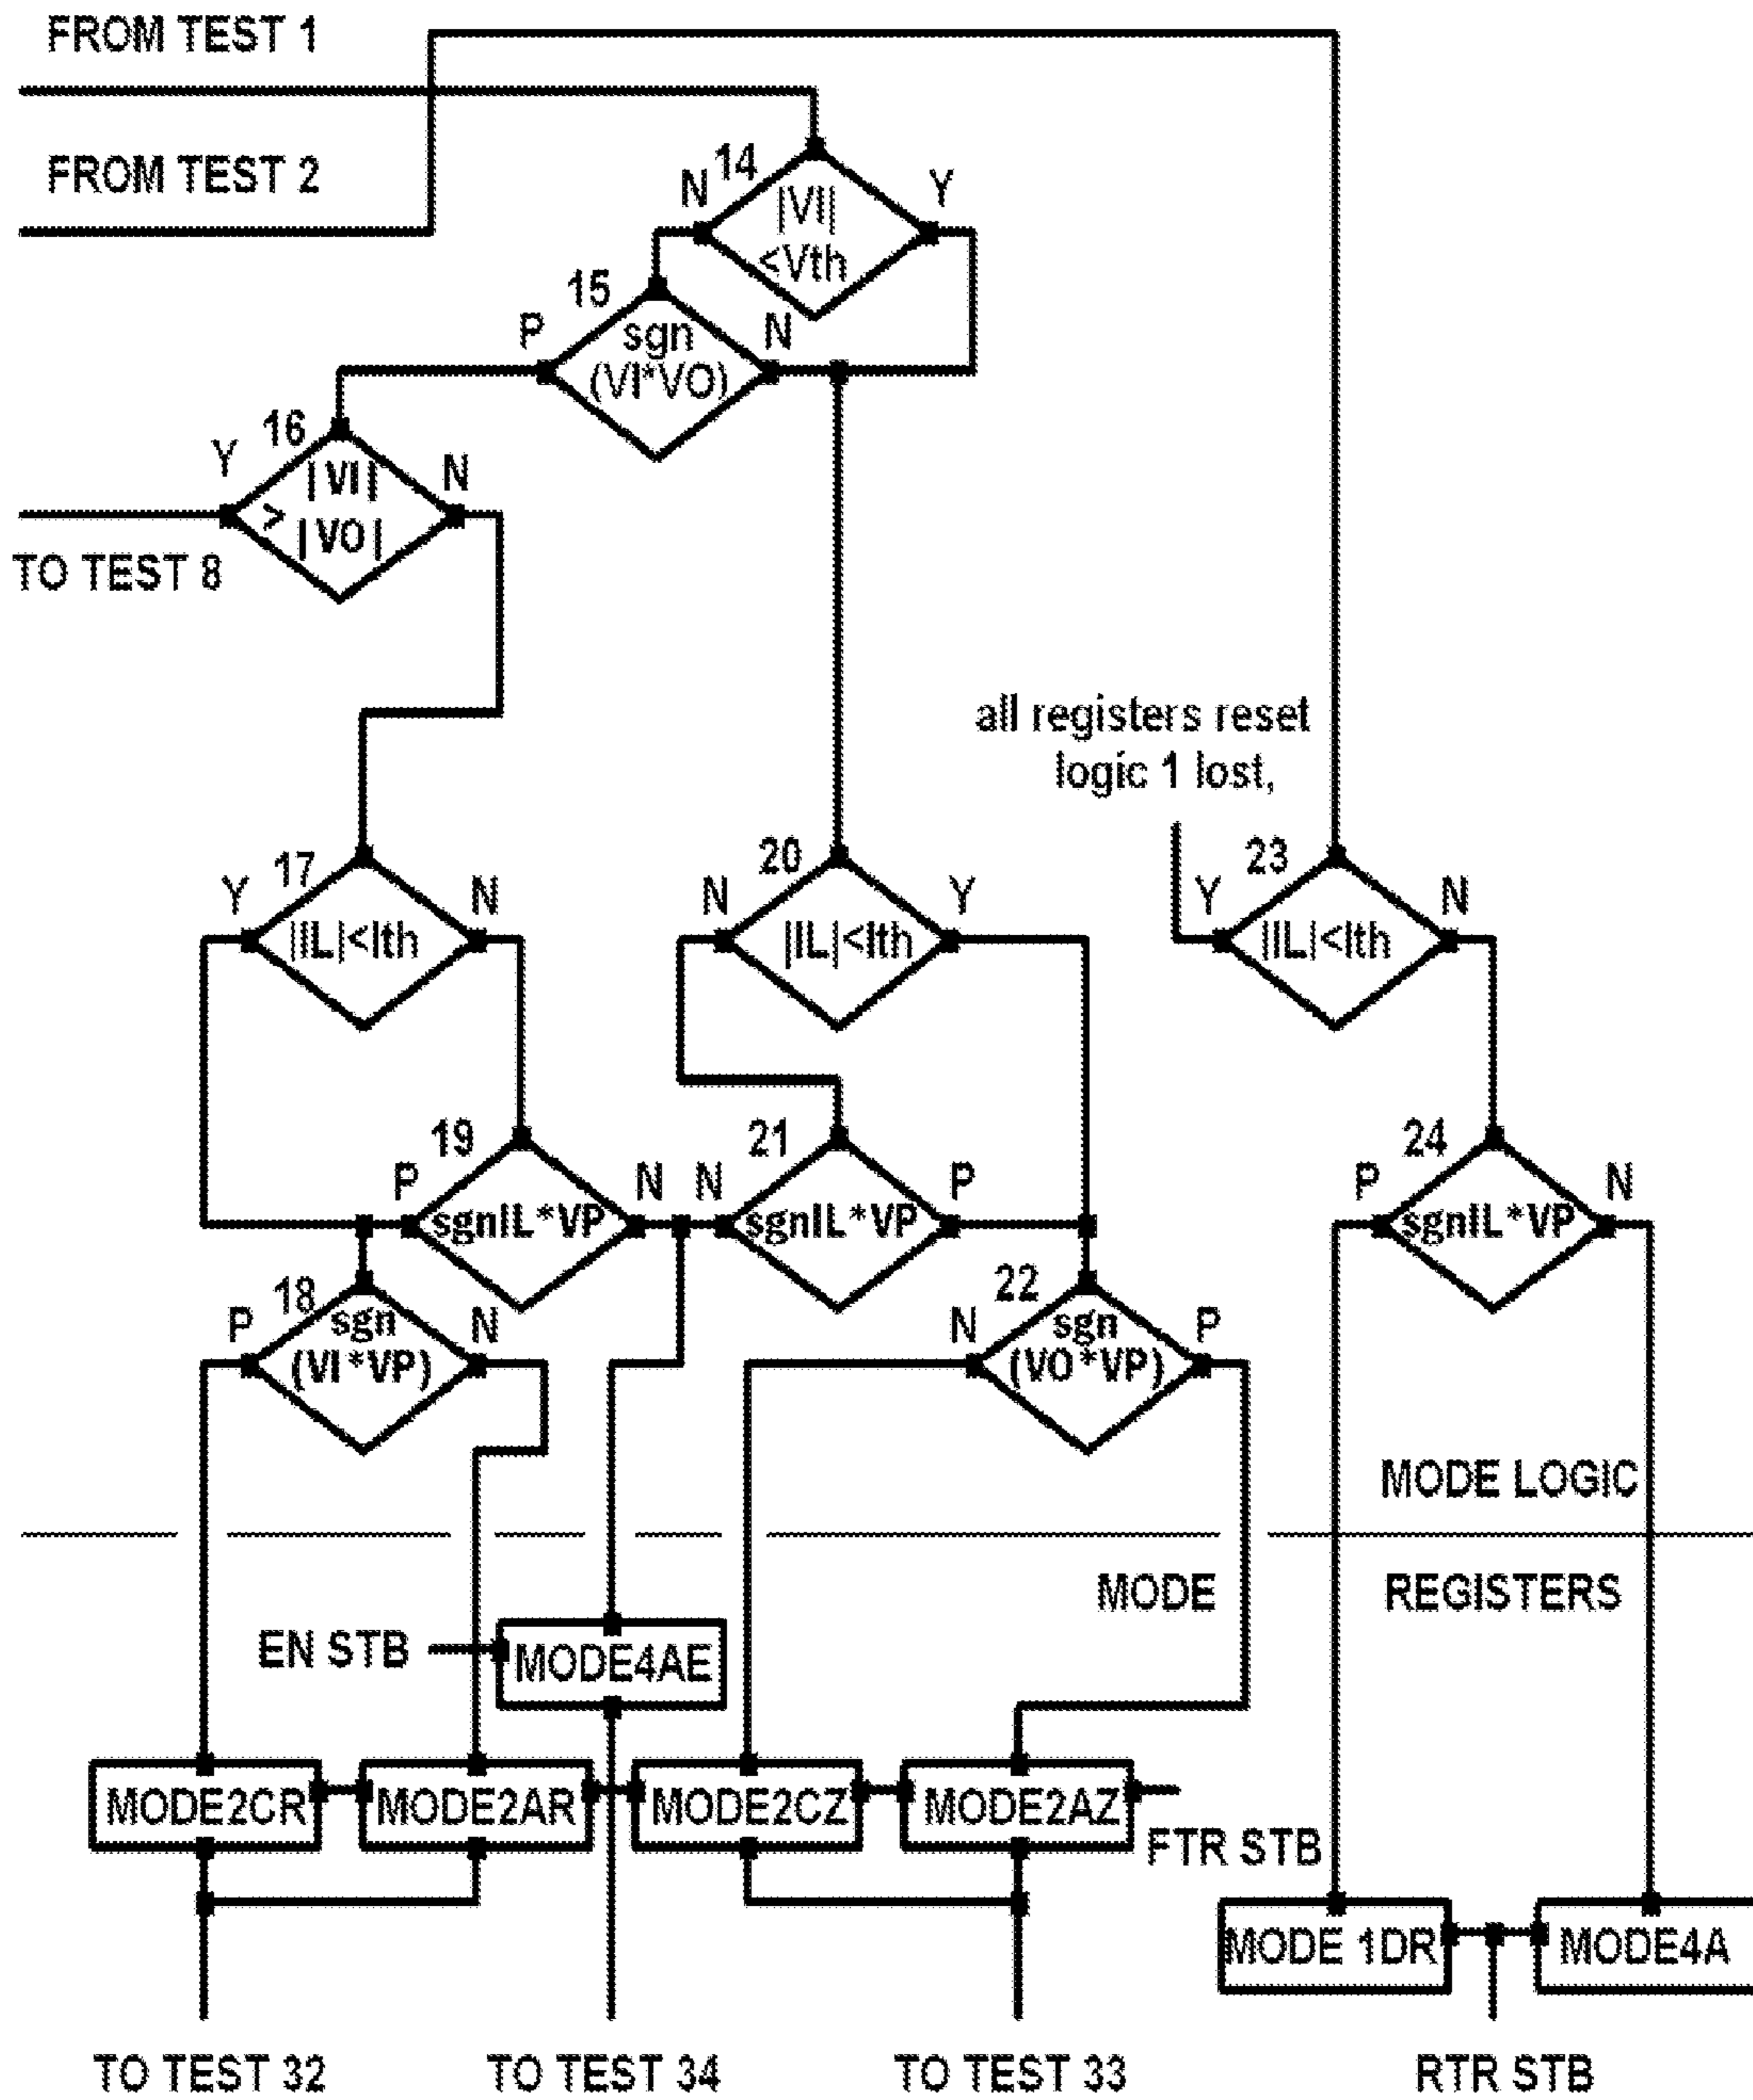 FROM TEST 1
FROM TEST 2
14
N
Y
|VI|
<Vth
15
P
N
sgn
(VI*VO)
16
Y
N
|VI|
>
|VO|
TO TEST 8
all registers reset
logic 1 lost,
17
Y
N
|IL|<Ith
20
N
Y
|IL|<Ith
23
Y
N
|IL|<Ith
19
P
N
sgnIL*VP
21
N
P
sgnIL*VP
24
P
N
sgnIL*VP
18
P
N
sgn
(VI*VP)
22
N
P
sgn
(VO*VP)
MODE LOGIC
MODE REGISTERS
EN STB
MODE4AE
MODE2CR
MODE2AR
MODE2CZ
MODE2AZ
FTR STB
MODE 1DR
MODE4A
TO TEST 32
TO TEST 34
TO TEST 33
RTR STB